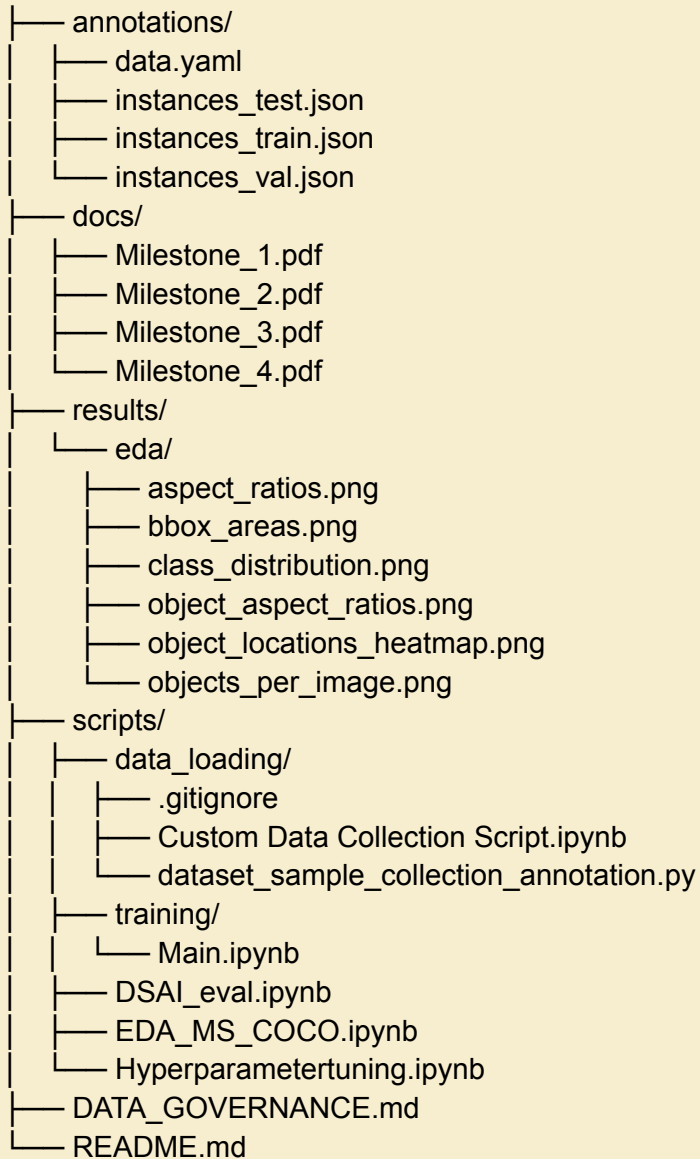 ├── annotations/
│   ├── data.yaml
│   ├── instances_test.json
│   ├── instances_train.json
│   └── instances_val.json
├── docs/
│   ├── Milestone_1.pdf
│   ├── Milestone_2.pdf
│   ├── Milestone_3.pdf
│   └── Milestone_4.pdf
├── results/
│   └── eda/
│       ├── aspect_ratios.png
│       ├── bbox_areas.png
│       ├── class_distribution.png
│       ├── object_aspect_ratios.png
│       ├── object_locations_heatmap.png
│       └── objects_per_image.png
├── scripts/
│   ├── data_loading/
│   │   ├── .gitignore
│   │   ├── Custom Data Collection Script.ipynb
│   │   └── dataset_sample_collection_annotation.py
│   ├── training/
│   │   └── Main.ipynb
│   ├── DSAI_eval.ipynb
│   ├── EDA_MS_COCO.ipynb
│   └── Hyperparametertuning.ipynb
├── DATA_GOVERNANCE.md
└── README.md